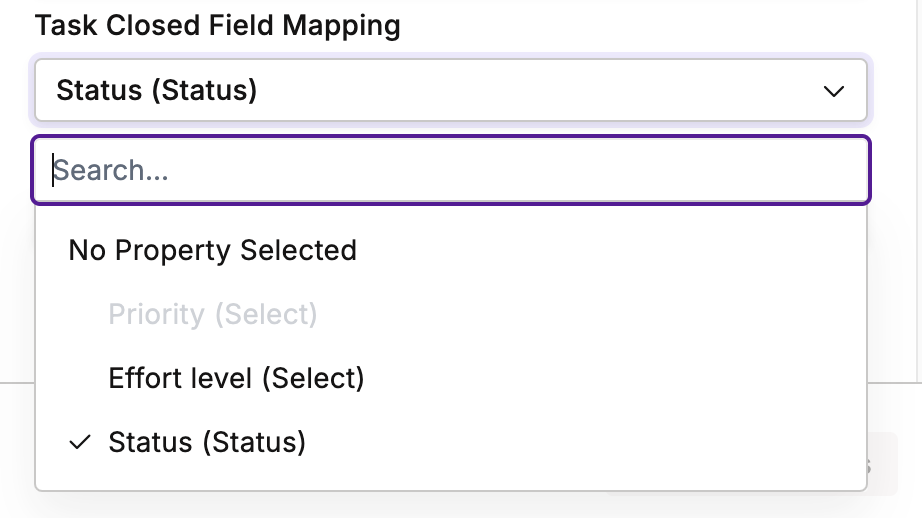 Task Closed Field Mapping
Status (Status)
Search...
No Property Selected
Priority (Select)
Effort level (Select)
Status (Status)